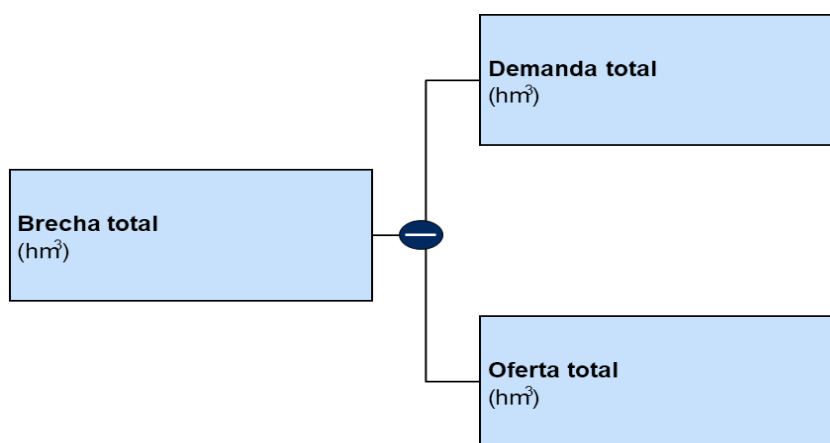 Demanda total
(hm³)
Brecha total
(hm³)
Oferta total
(hm³)